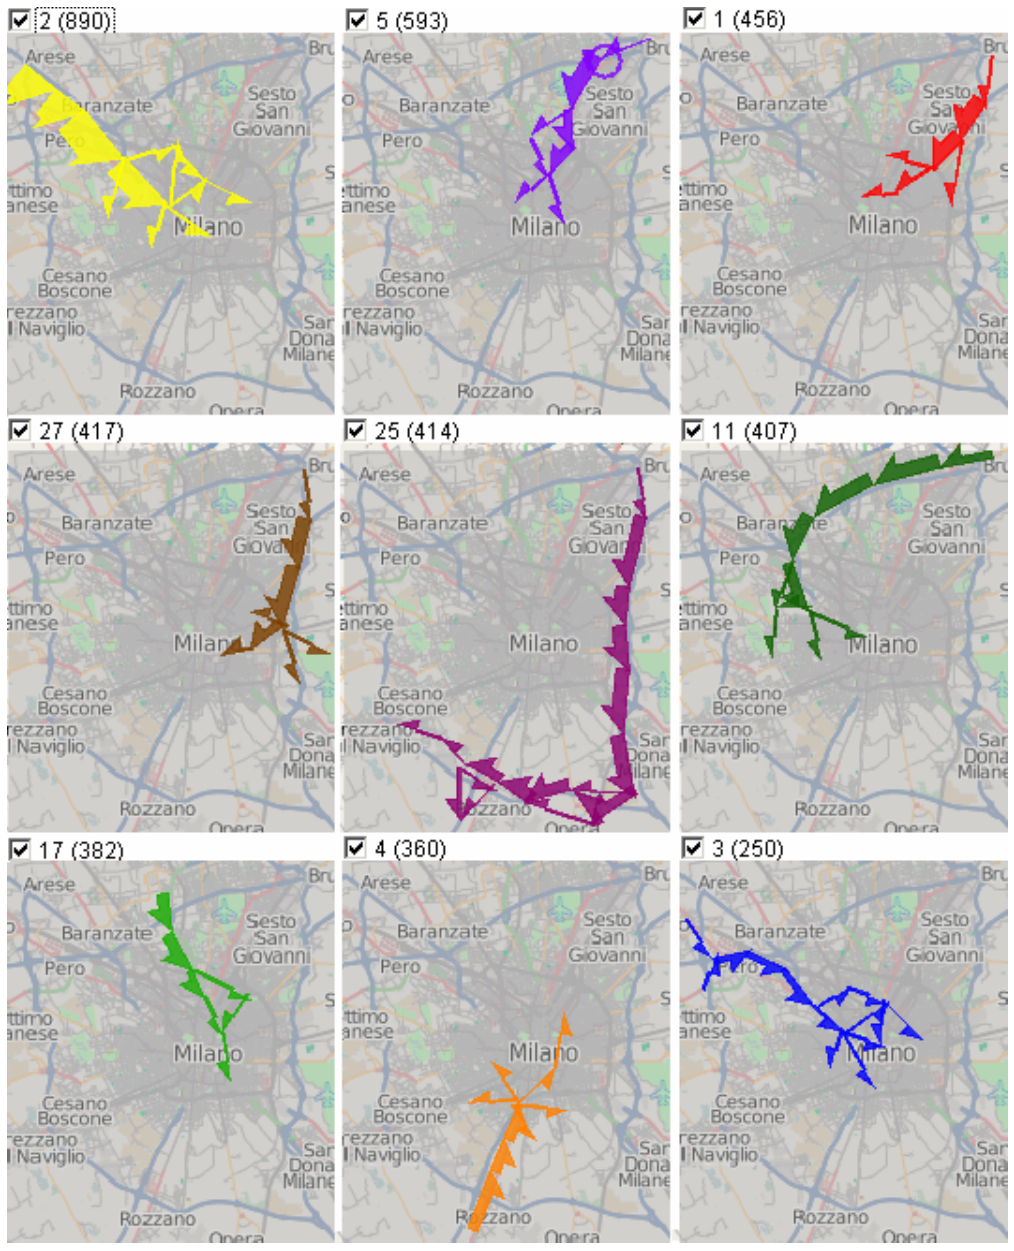 2 (890)
Arese
Bru
Baranzate
Sesto
San
Giovanni
o
Pero
S
ettimo
anese
Milano
Cesano
Boscone
rezzano
l Naviglio
San
Dona
Milane
Rozzano
Opera
5 (593)
Arese
Bru
Baranzate
Sesto
San
Giovanni
o
Pero
S
ettimo
anese
Milano
Cesano
Boscone
rezzano
l Naviglio
San
Dona
Milane
Rozzano
Opera
1 (456)
Arese
Bru
Baranzate
Sesto
San
Giovanni
o
Pero
S
ettimo
anese
Milano
Cesano
Boscone
rezzano
l Naviglio
San
Dona
Milane
Rozzano
Opera
27 (417)
Arese
Bru
Baranzate
Sesto
San
Giovanni
o
Pero
S
ettimo
anese
Milano
Cesano
Boscone
rezzano
l Naviglio
San
Dona
Milane
Rozzano
Opera
25 (414)
Arese
Bru
Baranzate
Sesto
San
Giovanni
o
Pero
S
ettimo
anese
Milano
Cesano
Boscone
rezzano
l Naviglio
San
Dona
Milane
Rozzano
Opera
11 (407)
Arese
Bru
Baranzate
Sesto
San
Giovanni
o
Pero
S
ettimo
anese
Milano
Cesano
Boscone
rezzano
l Naviglio
San
Dona
Milane
Rozzano
Opera
17 (382)
Arese
Bru
Baranzate
Sesto
San
Giovanni
o
Pero
S
ttimo
anese
Milano
Cesano
Boscone
rezzano
l Naviglio
San
Dona
Milane
Rozzano
Opera
4 (360)
Arese
Bru
Baranzate
Sesto
San
Giovanni
o
Pero
S
ttimo
anese
Milano
Cesano
Boscone
rezzano
l Naviglio
San
Dona
Milane
Rozzano
Opera
3 (250)
Arese
Bru
Baranzate
Sesto
San
Giovanni
o
Pero
S
ttimo
anese
Milano
Cesano
Boscone
rezzano
l Naviglio
San
Dona
Milane
Rozzano
Opera